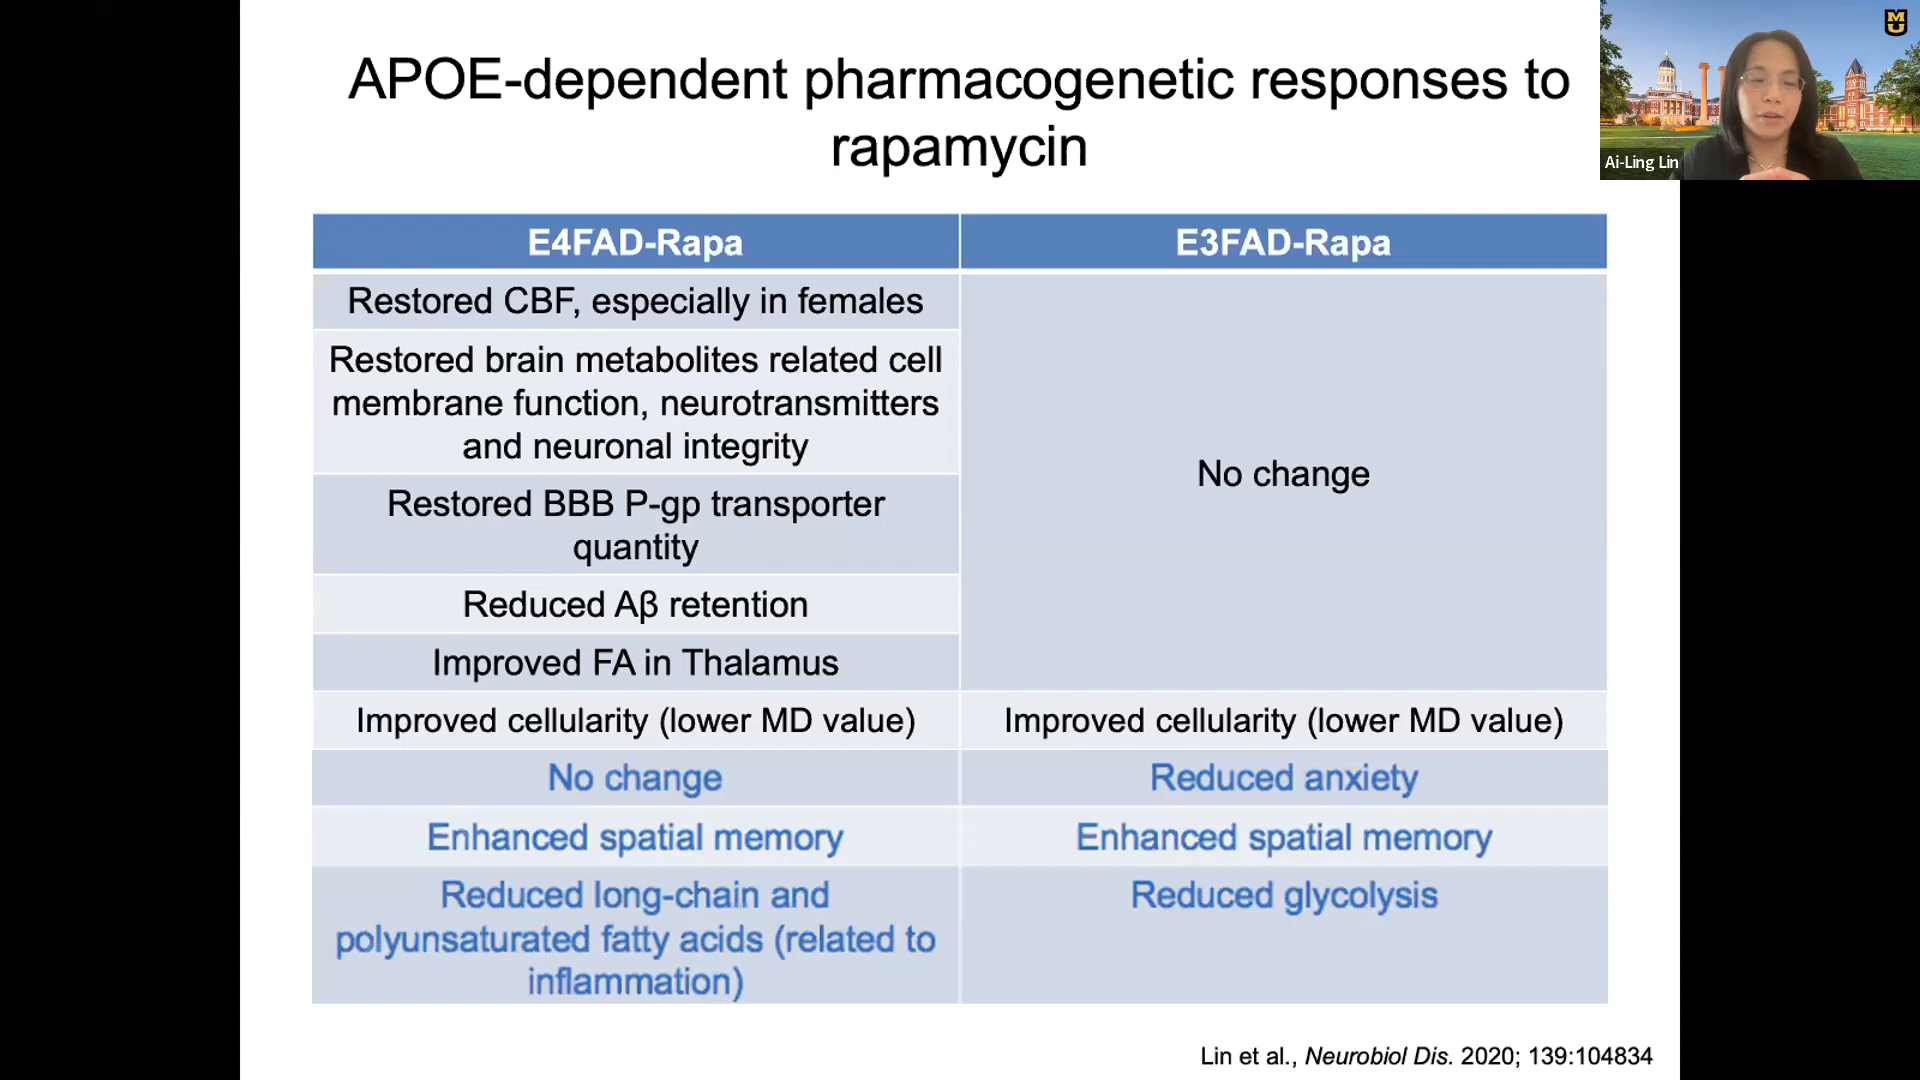 APOE-dependent pharmacogenetic responses to
rapamycin
MU
Ai-Ling Lin
E4FAD-Rapa
E3FAD-Rapa
Restored CBF, especially in females
Restored brain metabolites related cell
membrane function, neurotransmitters
and neuronal integrity
Restored BBB P-gp transporter
quantity
Reduced Aβ retention
Improved FA in Thalamus
No change
Improved cellularity (lower MD value)
Improved cellularity (lower MD value)
No change
Reduced anxiety
Enhanced spatial memory
Enhanced spatial memory
Reduced long-chain and
polyunsaturated fatty acids (related to
inflammation)
Reduced glycolysis
Lin et al., Neurobiol Dis. 2020; 139:104834